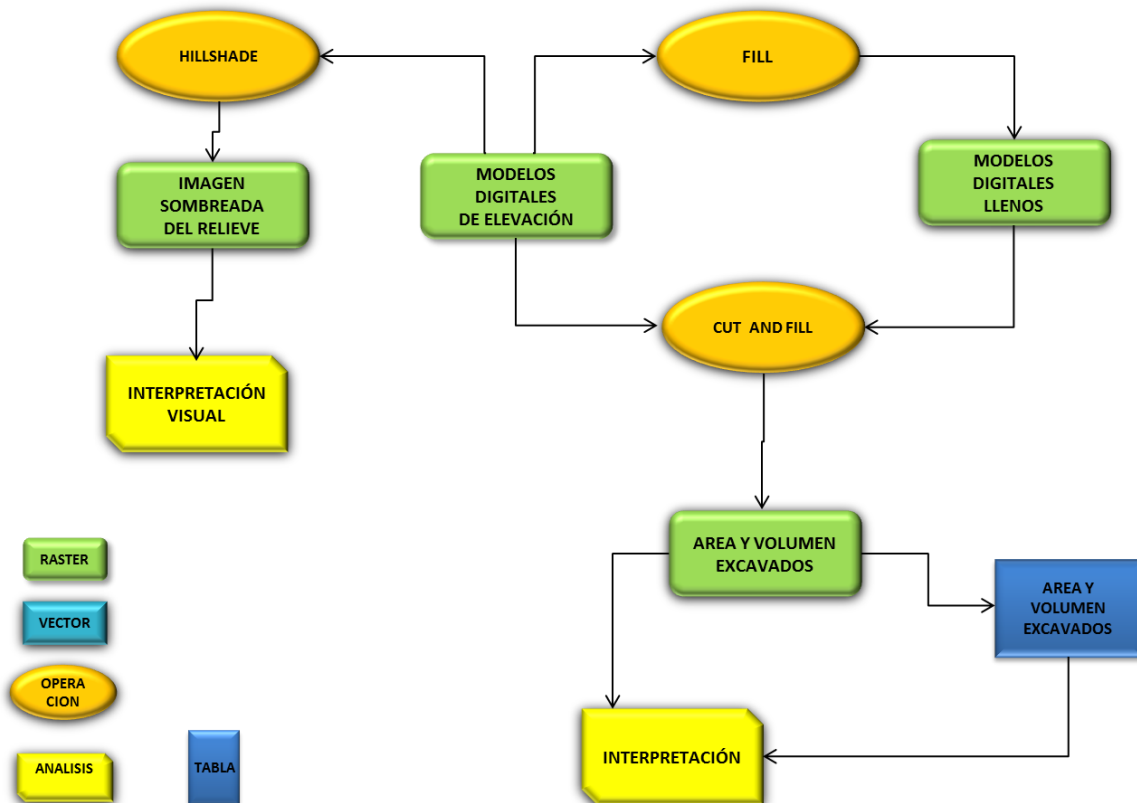 HILLSHADE
FILL
IMAGEN
SOMBREADA
DEL RELIEVE
MODELOS
DIGITALES
DE ELEVACIÓN
MODELOS
DIGITALES
LLENOS
CUT AND FILL
INTERPRETACIÓN
VISUAL
AREA Y VOLUMEN
EXCAVADOS
AREA Y
VOLUMEN
EXCAVADOS
INTERPRETACIÓN
RASTER
VECTOR
OPERA
CION
ANALISIS
TABLA